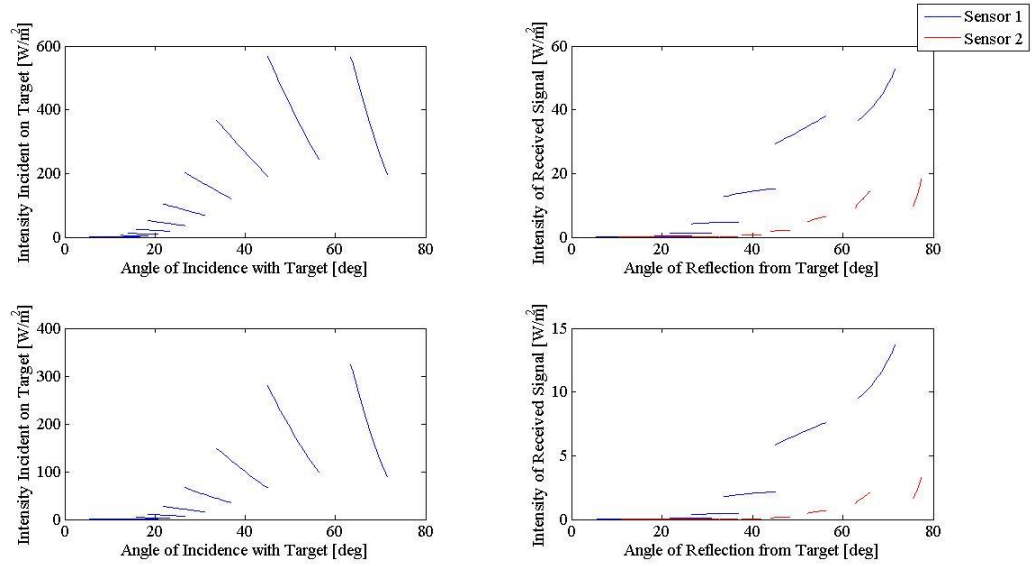 Sensor 1
Sensor 2
Intensity Incident on Target [W/m²]
600
400
200
0
0 20 40 60 80
Angle of Incidence with Target [deg]
Intensity of Received Signal [W/m²]
60
40
20
0
0 20 40 60 80
Angle of Reflection from Target [deg]
Intensity Incident on Target [W/m²]
400
300
200
100
0
0 20 40 60 80
Angle of Incidence with Target [deg]
Intensity of Received Signal [W/m²]
15
10
5
0
0 20 40 60 80
Angle of Reflection from Target [deg]